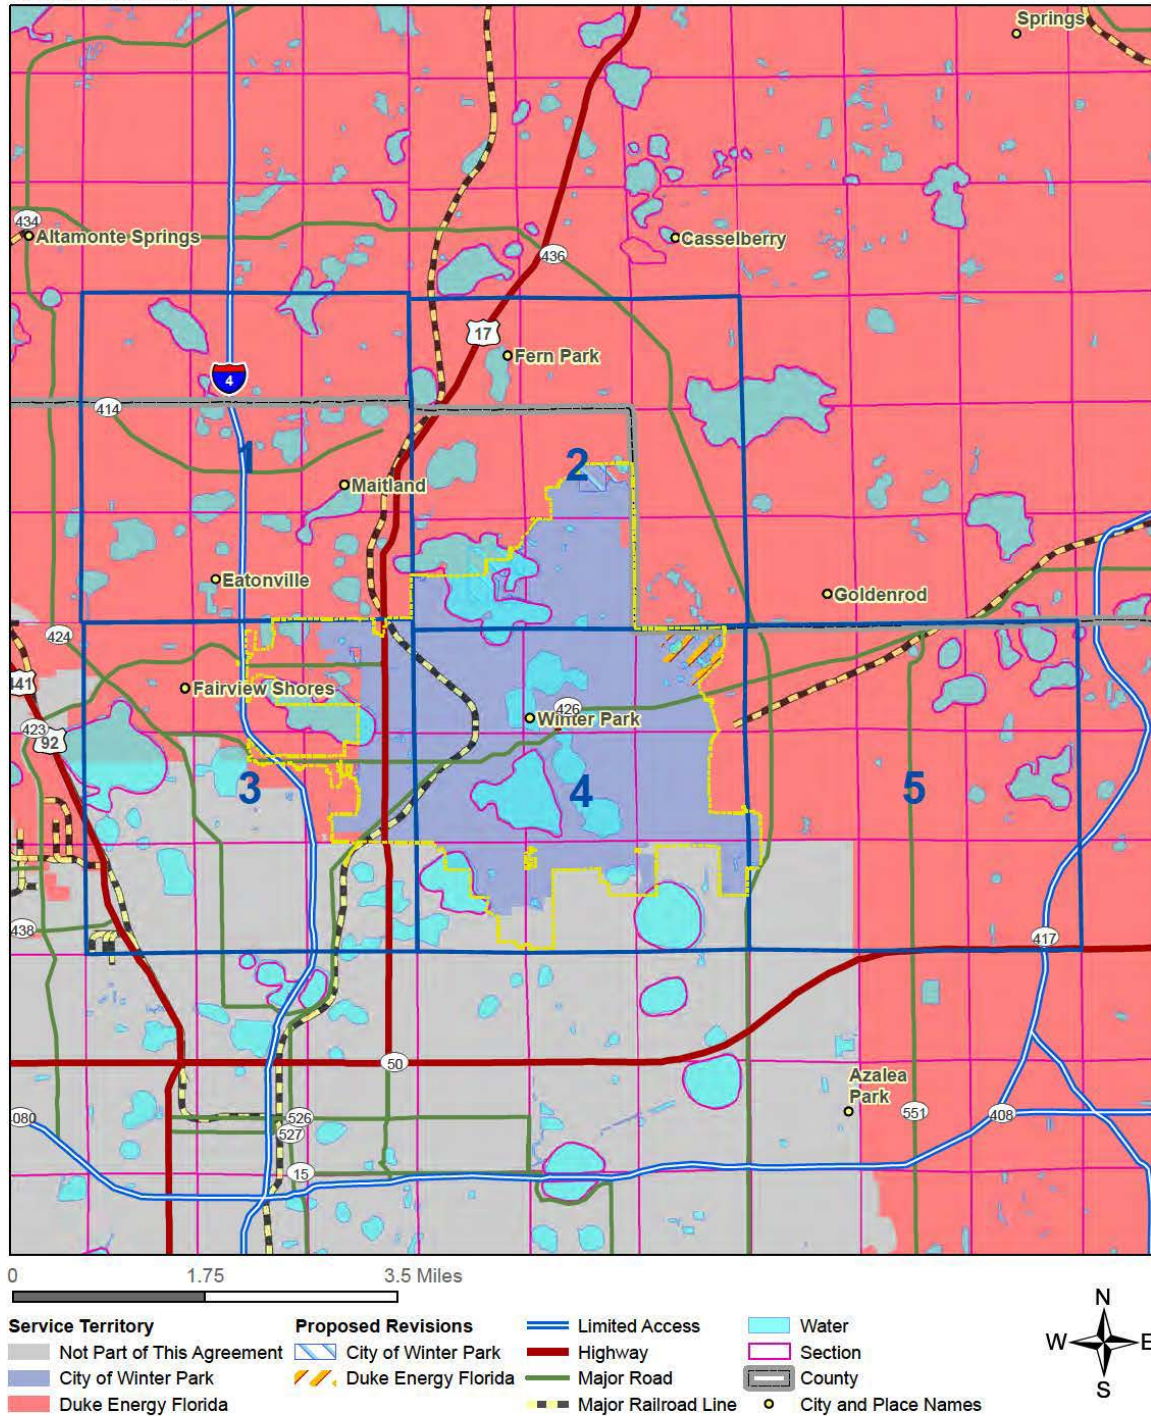 Springs
434
Altamonte Springs
Casselberry
436
17
Fern Park
4
414
1
2
Maitland
Eatonville
Goldenrod
424
441
Fairview Shores
426
Winter Park
423
92
3
4
5
438
417
50
Azalea
Park
080
526
551
408
527
15
0 1.75 3.5 Miles
N
W E
S
Service Territory
Not Part of This Agreement
City of Winter Park
Duke Energy Florida
Proposed Revisions
City of Winter Park
Duke Energy Florida
Limited Access
Highway
Major Road
Major Railroad Line
Water
Section
County
City and Place Names